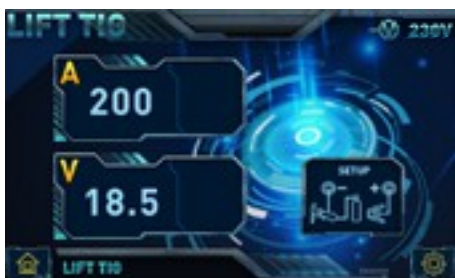 LIFT TIG
230V
A
200
V
18.5
SETUP
- +
LIFT TIG